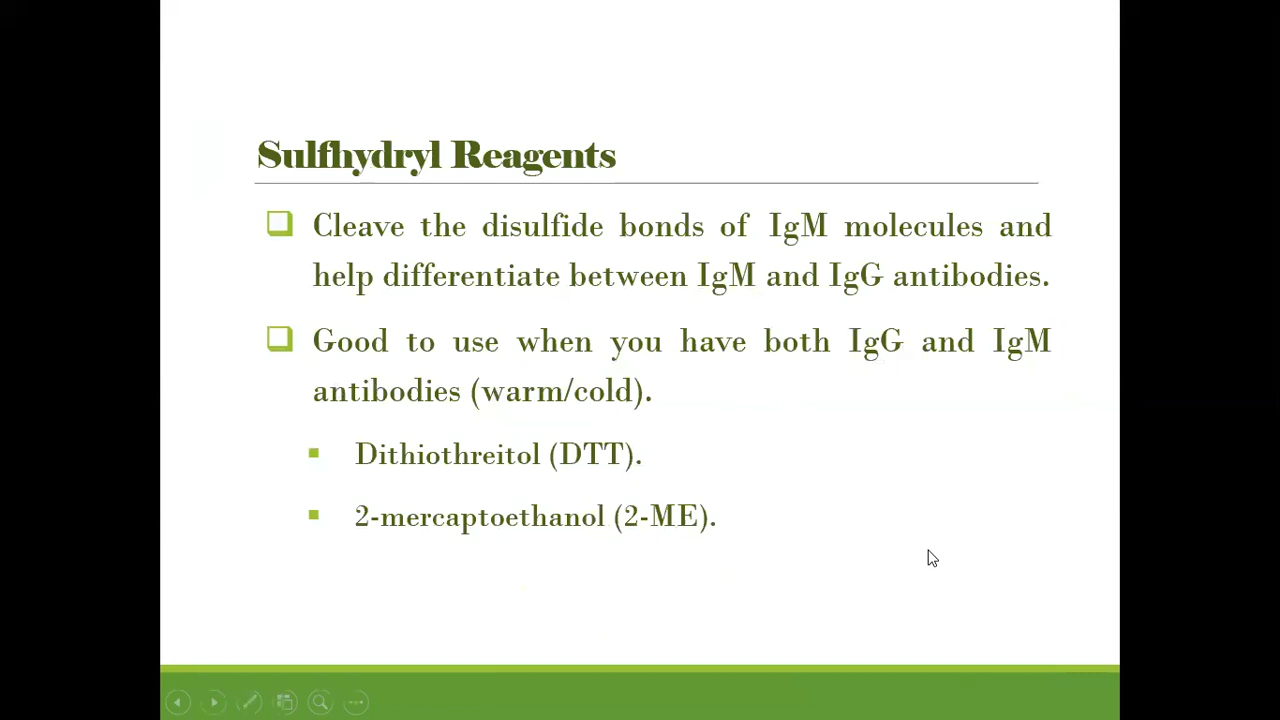 Sulfhydryl Reagents
Cleave the disulfide bonds of IgM molecules and
help differentiate between IgM and IgG antibodies.
Good to use when you have both IgG and IgM
antibodies (warm/cold).
Dithiothreitol (DTT).
2-mercaptoethanol (2-ME).